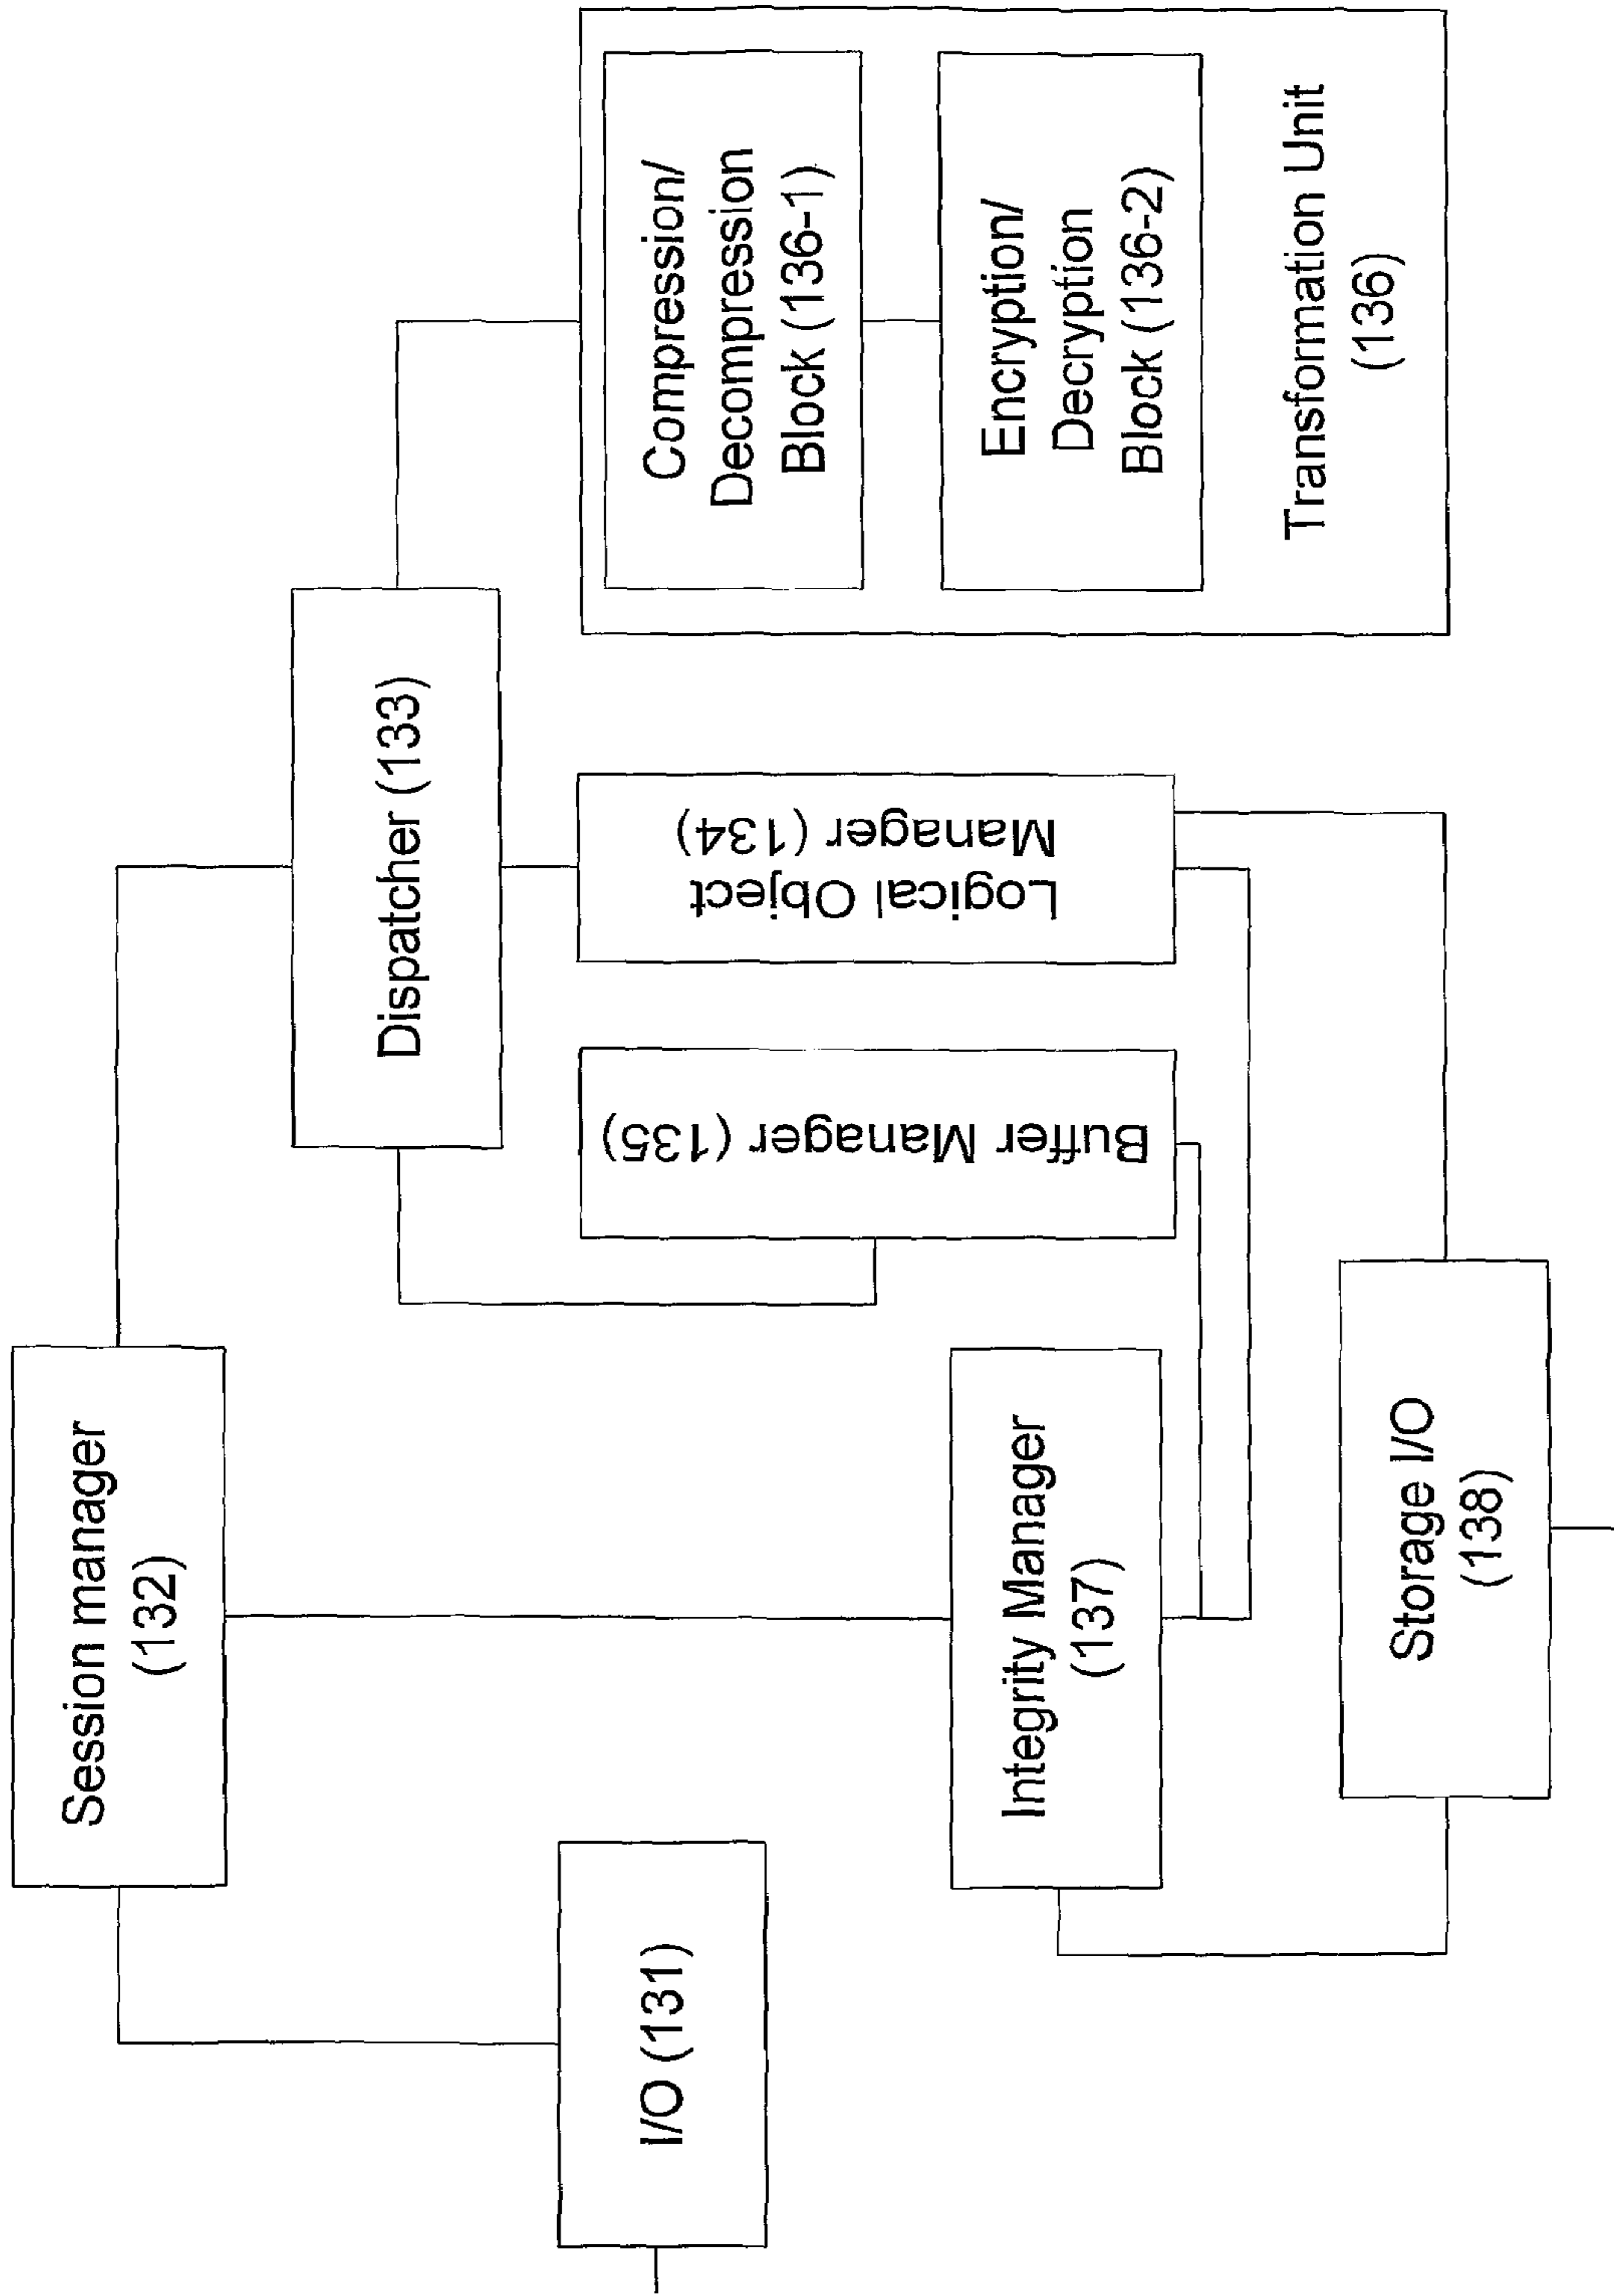 Session manager
(132)
Dispatcher (133)
I/O (131)
Integrity Manager
(137)
Buffer Manager (135)
Logical Object
Manager (134)
Compression/
Decompression
Block (136-1)
Encryption/
Decryption
Block (136-2)
Transformation Unit
(136)
Storage I/O
(138)